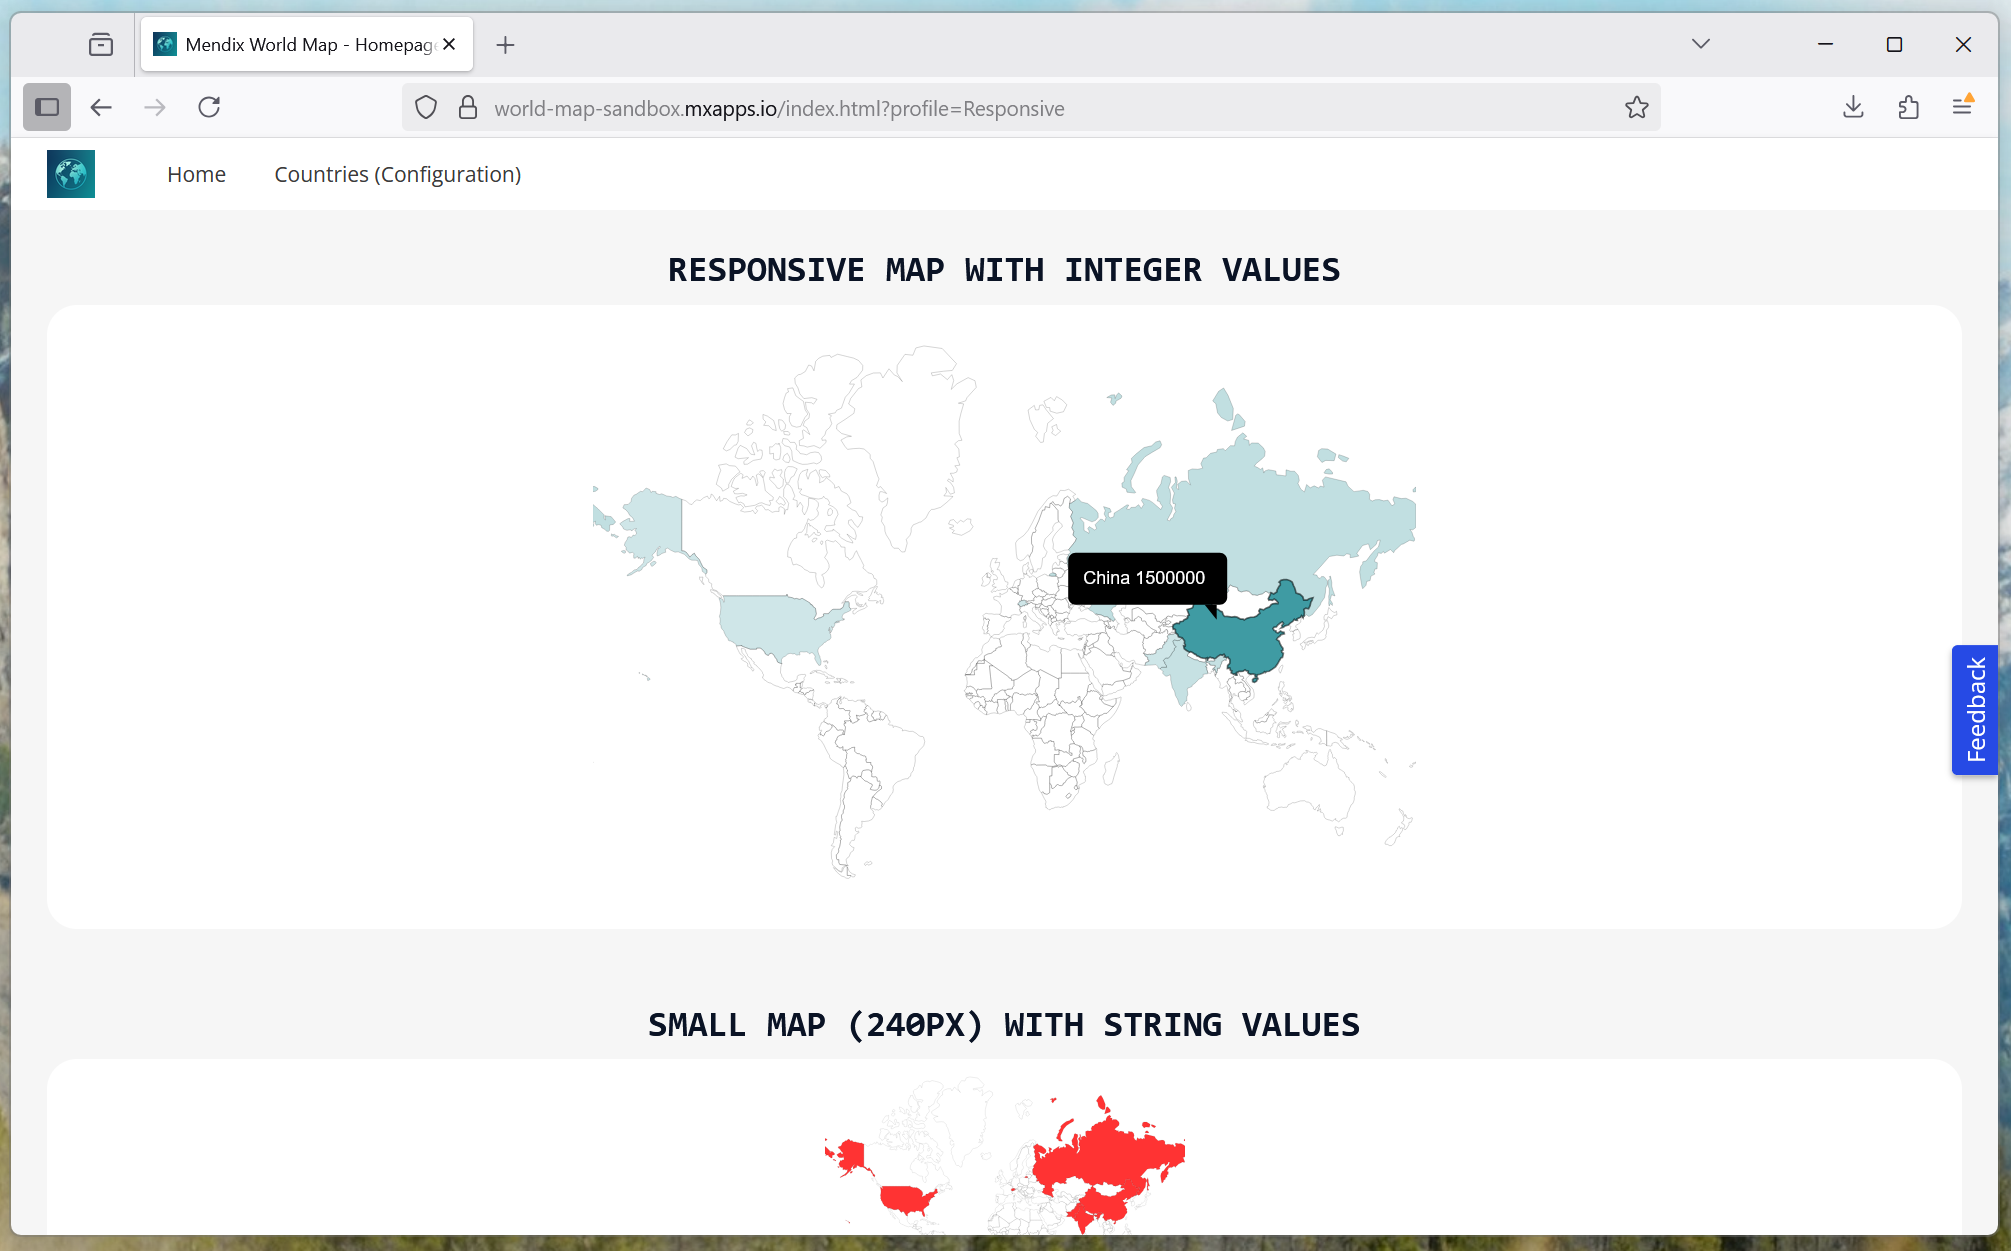 Mendix World Map - Homepage
world-map-sandbox.mxapps.io/index.html?profile=Responsive
Home
Countries (Configuration)
RESPONSIVE MAP WITH INTEGER VALUES
China 1500000
Feedback
SMALL MAP (240PX) WITH STRING VALUES